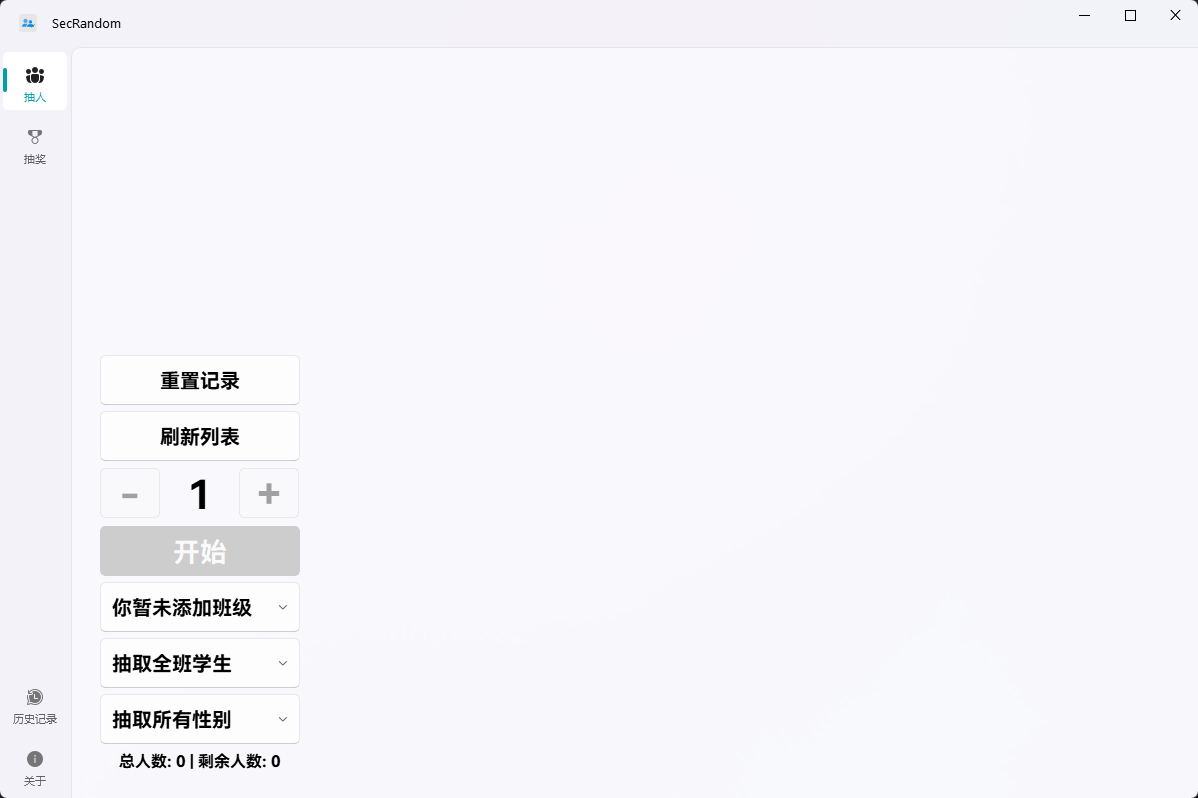 SecRandom
抽人
抽奖
重置记录
刷新列表
- 1 +
开始
你暂未添加班级
抽取全班学生
抽取所有性别
总人数: 0 | 剩余人数: 0
历史记录
关于